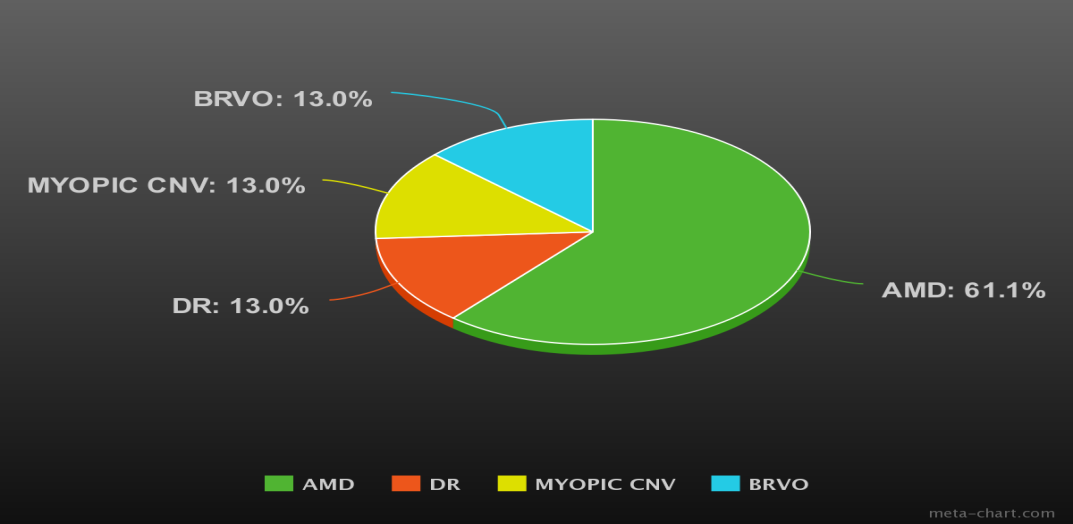 BRVO: 13.0%
MYOPIC CNV: 13.0%
DR: 13.0%
AMD: 61.1%
AMD DR MYOPIC CNV BRVO
meta-chart.com